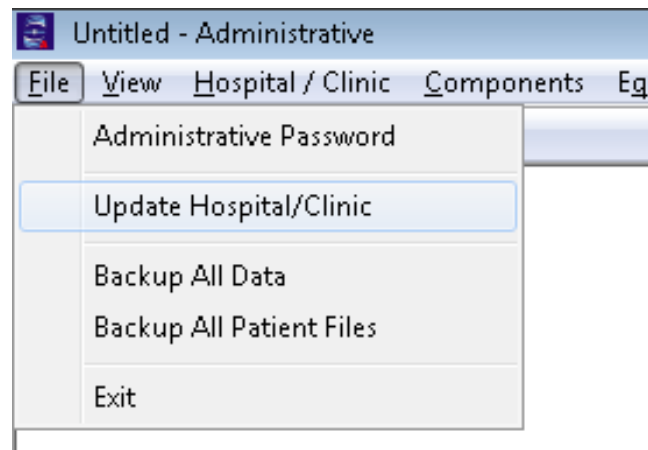 Untitled - Administrative
File View Hospital / Clinic Components Eq
Administrative Password
Update Hospital/Clinic
Backup All Data
Backup All Patient Files
Exit